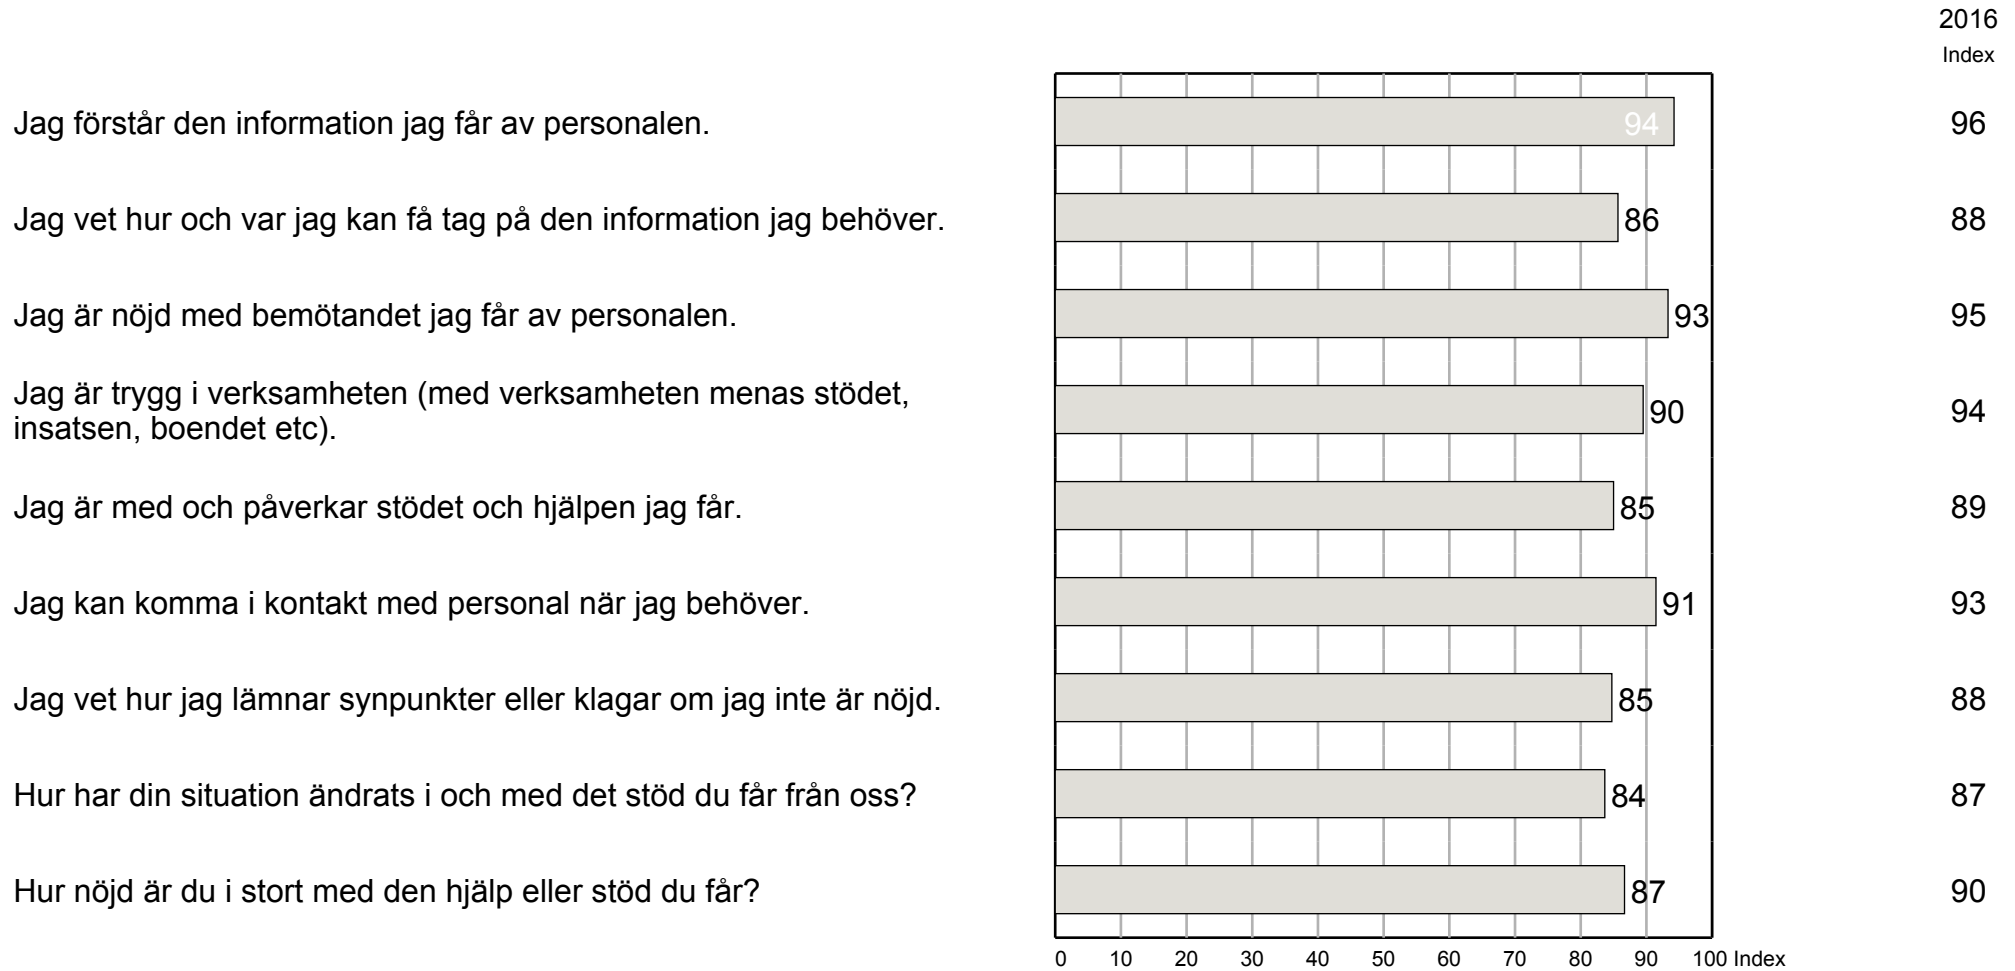 2016
Index
Jag förstår den information jag får av personalen. 94 96
Jag vet hur och var jag kan få tag på den information jag behöver. 86 88
Jag är nöjd med bemötandet jag får av personalen. 93 95
Jag är trygg i verksamheten (med verksamheten menas stödet,
insatsen, boendet etc). 90 94
Jag är med och påverkar stödet och hjälpen jag får. 85 89
Jag kan komma i kontakt med personal när jag behöver. 91 93
Jag vet hur jag lämnar synpunkter eller klagar om jag inte är nöjd. 85 88
Hur har din situation ändrats i och med det stöd du får från oss? 84 87
Hur nöjd är du i stort med den hjälp eller stöd du får? 87 90
0 10 20 30 40 50 60 70 80 90 100 Index